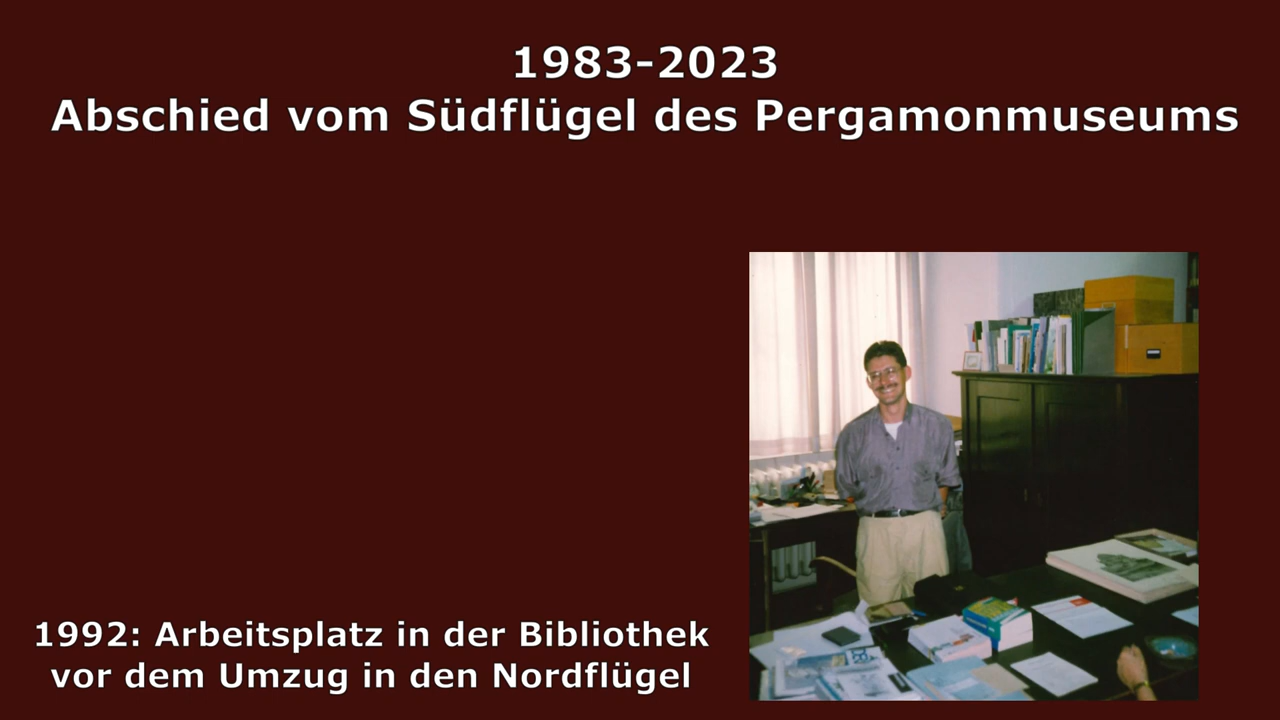 1983-2023
Abschied vom Südflügel des Pergamonmuseums
1992: Arbeitsplatz in der Bibliothek
vor dem Umzug in den Nordflügel